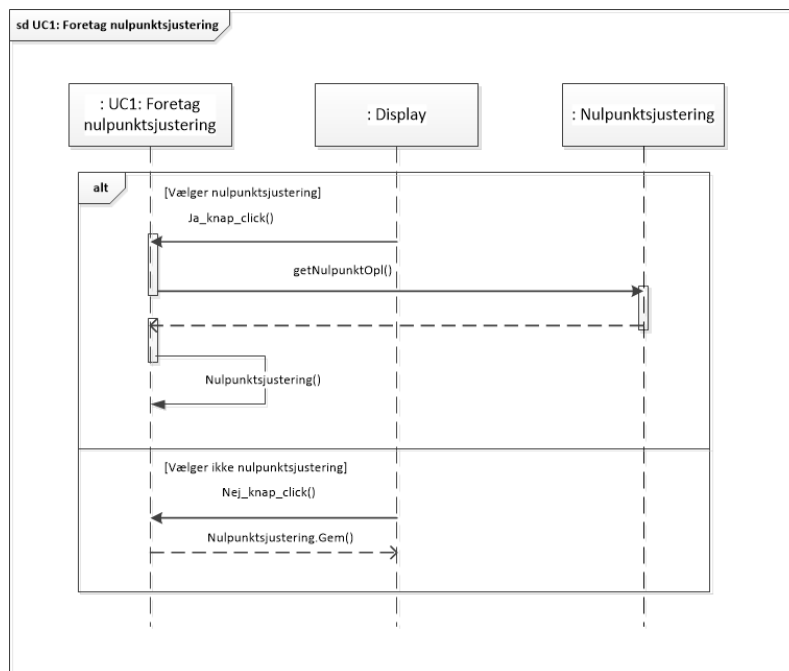 sd UC1: Foretag nulpunktsjustering
: UC1: Foretag
nulpunktsjustering
: Display
: Nulpunktsjustering
alt
[Vælger nulpunktsjustering]
Ja_knap_click()
getNulpunktOpl()
Nulpunktsjustering()
[Vælger ikke nulpunktsjustering]
Nej_knap_click()
Nulpunktsjustering.Gem()